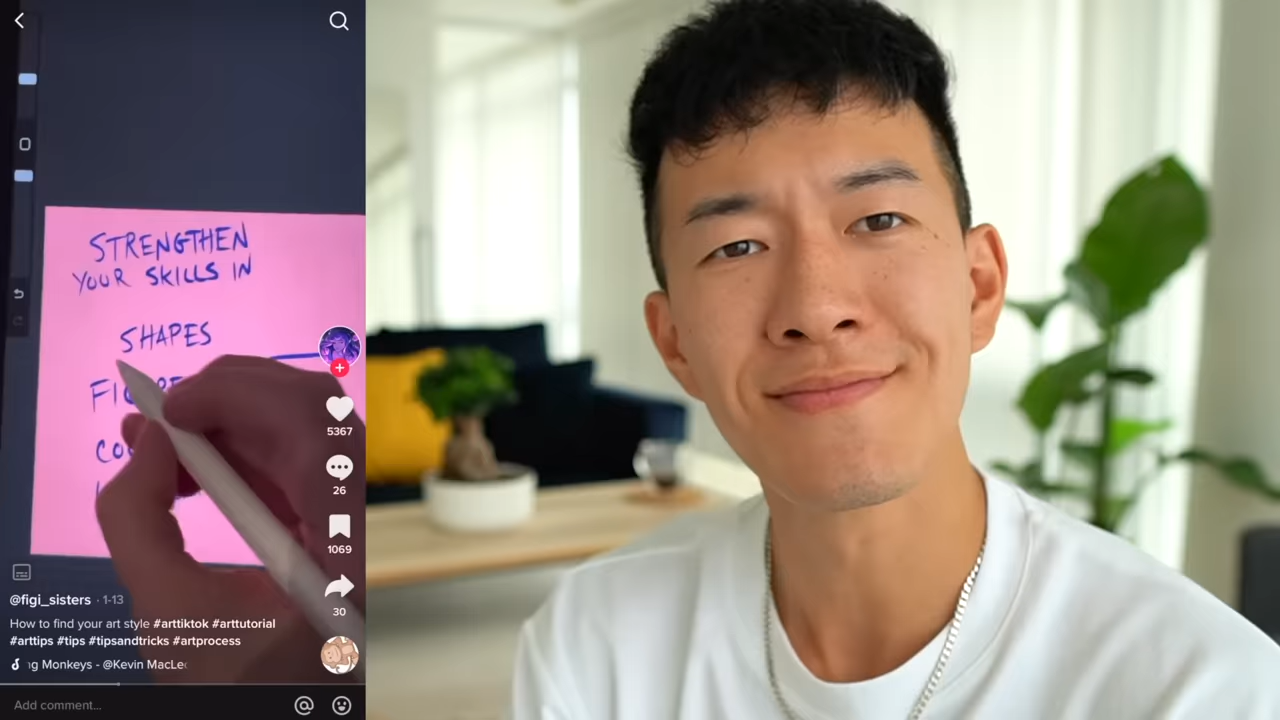 STRENGTHEN
YOUR SKILLS IN
SHAPES
5367
26
1069
30
@figi_sisters · 1-13
How to find your art style #arttiktok #arttutorial
#arttips #tips #tipsandtricks #artprocess
Monkeys - @Kevin
Add comment...